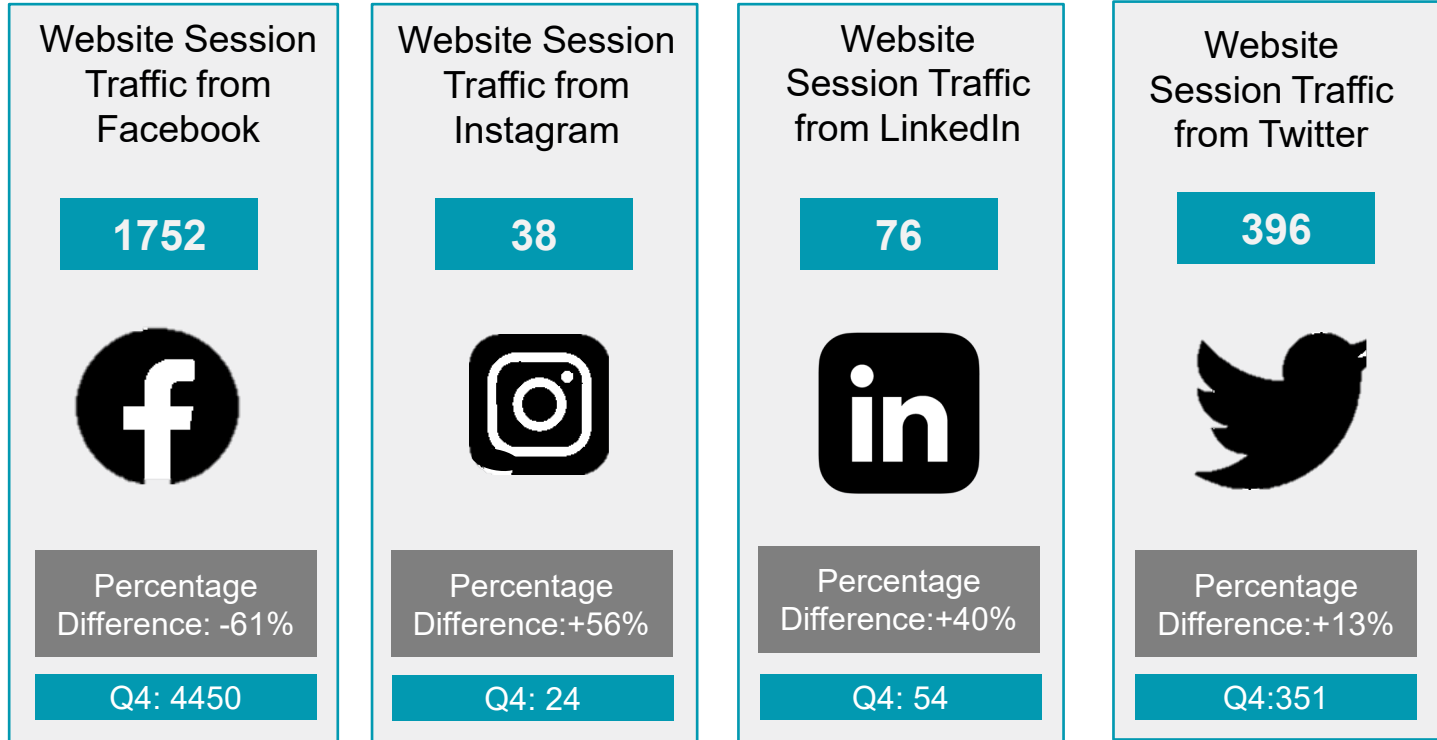 Website Session
Traffic from
Facebook
1752
f
Percentage
Difference: -61%
Q4: 4450
Website Session
Traffic from
Instagram
38
Percentage
Difference:+56%
Q4: 24
Website
Session Traffic
from LinkedIn
76
in
Percentage
Difference:+40%
Q4: 54
Website
Session Traffic
from Twitter
396
Percentage
Difference:+13%
Q4:351